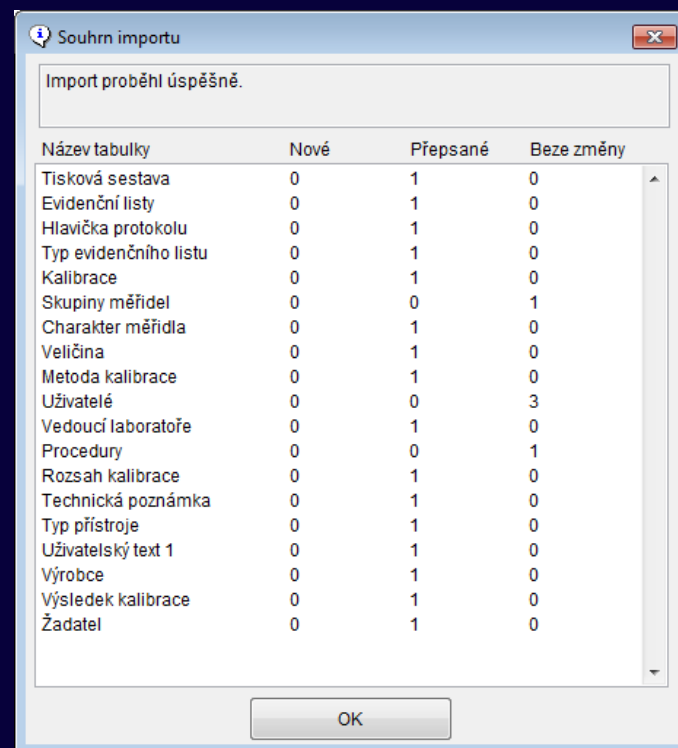 Souhrn importu
Import proběhl úspěšně.
Název tabulky Nové Přepsané Beze změny
Tisková sestava 0 1 0
Evidenční listy 0 1 0
Hlavička protokolu 0 1 0
Typ evidenčního listu 0 1 0
Kalibrace 0 1 0
Skupiny měřidel 0 0 1
Charakter měřidla 0 1 0
Veličina 0 1 0
Metoda kalibrace 0 1 0
Uživatelé 0 0 3
Vedoucí laboratoře 0 1 0
Procedury 0 0 1
Rozsah kalibrace 0 1 0
Technická poznámka 0 1 0
Typ přístroje 0 1 0
Uživatelský text 1 0 1 0
Výrobce 0 1 0
Výsledek kalibrace 0 1 0
Žadatel 0 1 0
OK